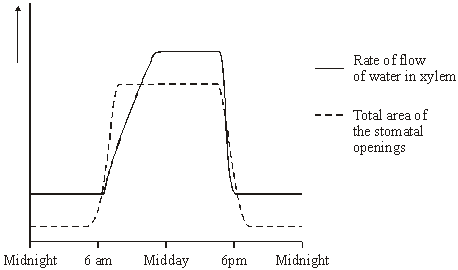 Rate of flow
of water in xylem
Total area of
the stomatal
openings
Midnight 6 am Midday 6pm Midnight